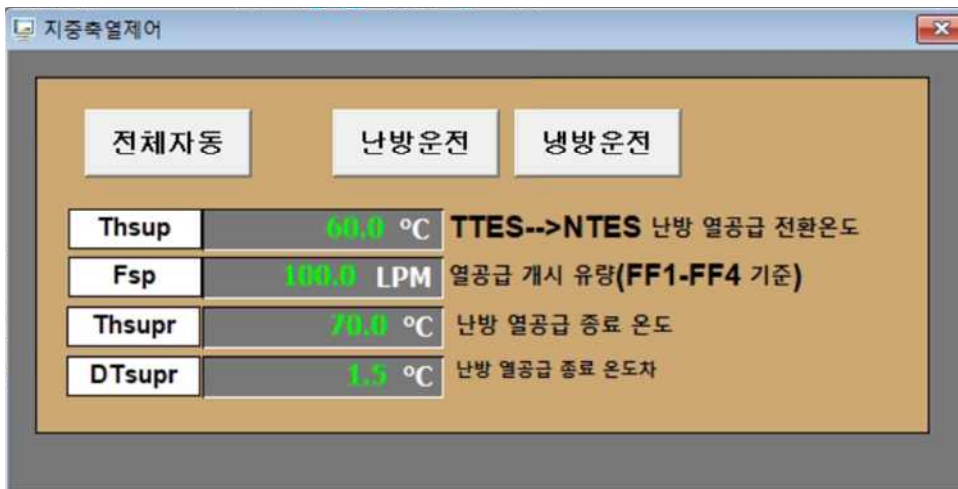 지중축열제어
전체자동 난방운전 냉방운전
Thsup 60.0 °C TTES-->NTES 난방 열공급 전환온도
Fsp 100.0 LPM 열공급 개시 유량(FF1-FF4 기준)
Thsupr 70.0 °C 난방 열공급 종료 온도
DTsupr 1.5 °C 난방 열공급 종료 온도차